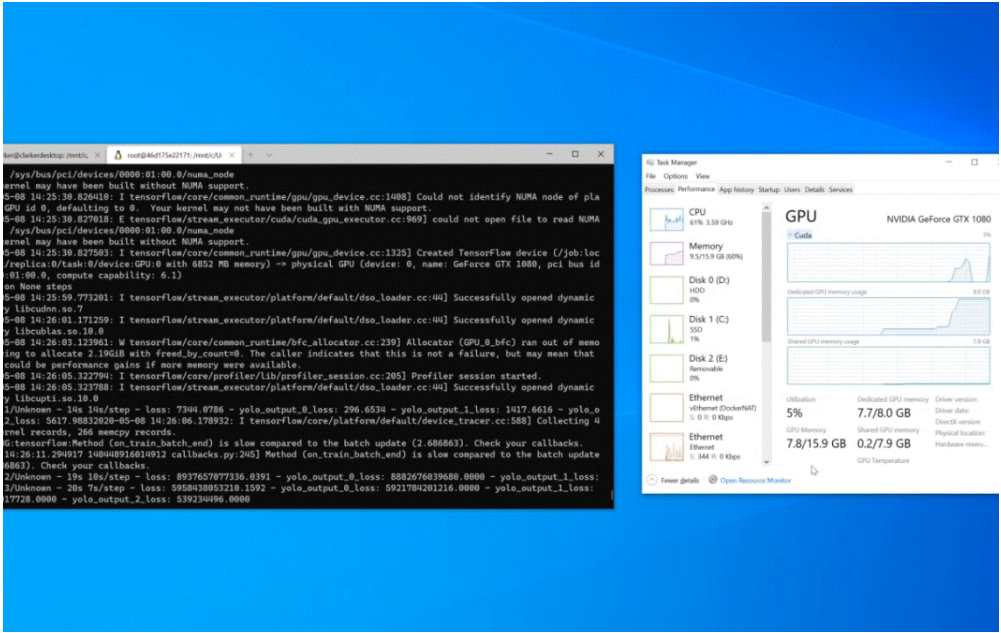 rker@clarkerdesktop: /mnt/c,
root@46d175e22171: /mnt/c/U
/sys/bus/pci/devices/0000:01:00.0/numa_node
kernel may have been built without NUMA support.
05-08 14:25:30.826410: I tensorflow/core/common_runtime/gpu/gpu_device.cc:1408] Could not identify NUMA node of pla
GPU id 0, defaulting to 0. Your kernel may not have been built with NUMA support.
05-08 14:25:30.827018: E tensorflow/stream_executor/cuda/cuda_gpu_executor.cc:969] could not open file to read NUMA
/sys/bus/pci/devices/0000:01:00.0/numa_node
kernel may have been built without NUMA support.
05-08 14:25:30.827503: I tensorflow/core/common_runtime/gpu/gpu_device.cc:1325] Created TensorFlow device (/job:loc
/replica:0/task:0/device:GPU:0 with 6852 MB memory) -> physical GPU (device: 0, name: GeForce GTX 1080, pci bus id
:01:00.0, compute capability: 6.1)
on None steps
05-08 14:25:59.773201: I tensorflow/stream_executor/platform/default/dso_loader.cc:44] Successfully opened dynamic
y libcudnn.so.7
05-08 14:26:01.171259: I tensorflow/stream_executor/platform/default/dso_loader.cc:44] Successfully opened dynamic
y libcublas.so.10.0
05-08 14:26:03.123961: W tensorflow/core/common_runtime/bfc_allocator.cc:239] Allocator (GPU_0_bfc) ran out of memo
ing to allocate 2.19GiB with freed_by_count=0. The caller indicates that this is not a failure, but may mean that
could be performance gains if more memory were available.
05-08 14:26:05.322794: I tensorflow/core/profiler/lib/profiler_session.cc:205] Profiler session started.
05-08 14:26:05.323788: I tensorflow/stream_executor/platform/default/dso_loader.cc:44] Successfully opened dynamic
y libcupti.so.10.0
1/Unknown - 14s 14s/step - loss: 7344.0786 - yolo_output_0_loss: 296.6534 - yolo_output_1_loss: 1417.6616 - yolo_o
2_loss: 5617.98832020-05-08 14:26:06.178932: I tensorflow/core/platform/default/device_tracer.cc:588] Collecting 4
rnel records, 266 memcpy records.
NG:tensorflow:Method (on_train_batch_end) is slow compared to the batch update (2.686863). Check your callbacks.
14:26:11.294917 140448916014912 callbacks.py:245] Method (on_train_batch_end) is slow compared to the batch update
86863). Check your callbacks.
2/Unknown - 19s 10s/step - loss: 8937657077336.0391 - yolo_output_0_loss: 8882676039680.0000 - yolo_output_1_loss:
3/Unknown - 20s 7s/step - loss: 5958438053210.1592 - yolo_output_0_loss: 5921784201216.0000 - yolo_output_1_loss:
17728.0000 - yolo_output_2_loss: 539234496.0000
Task Manager
File Options View
Processes Performance App history Startup Users Details Services
CPU
61% 3.59 GHz
Memory
9.5/15.9 GB (60%)
Disk 0 (D:)
HDD
0%
Disk 1 (C:)
SSD
1%
Disk 2 (E:)
Removable
0%
Ethernet
vEthernet (DockerNAT)
S: 0 R: 0 Kbps
Ethernet
Ethernet
S: 344 R: 0 Kbps
GPU NVIDIA GeForce GTX 1080
Cuda 3%
Dedicated GPU memory usage 8.0 GB
Shared GPU memory usage 7.9 GB
Utilization
5%
GPU Memory
7.8/15.9 GB
Dedicated GPU memory
7.7/8.0 GB
Shared GPU memory
0.2/7.9 GB
GPU Temperature
Driver version:
Driver date:
DirectX version:
Physical location:
Hardware reserv...
Fewer details
Open Resource Monitor